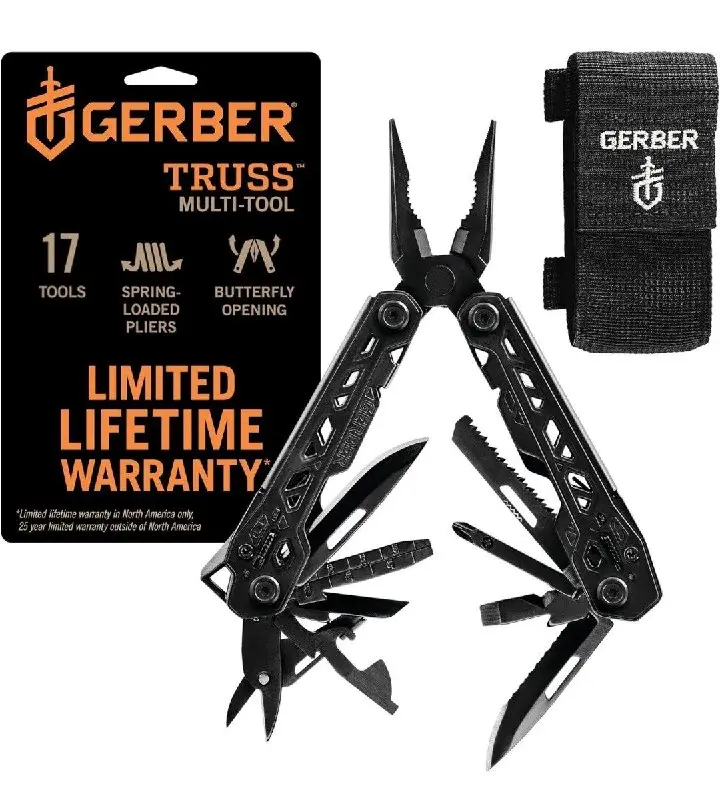 GERBER
TRUSS™
MULTI-TOOL
17
TOOLS
SPRING-
LOADED
PLIERS
BUTTERFLY
OPENING
LIMITED
LIFETIME
WARRANTY*
*Limited lifetime warranty in North America only,
25 year limited warranty outside of North America
GERBER